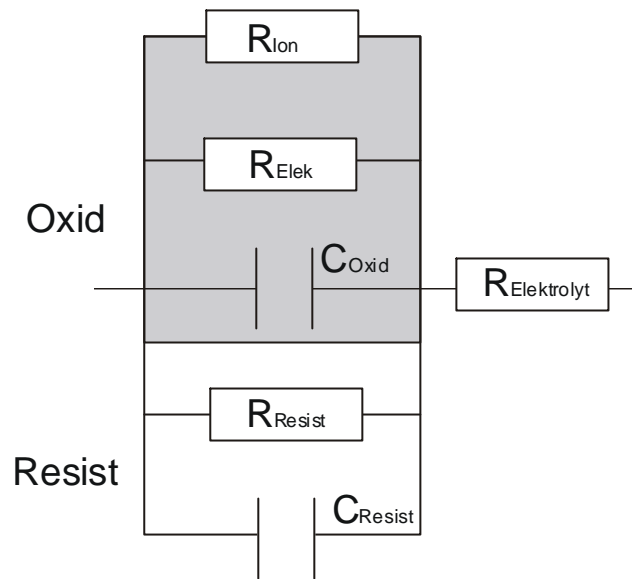 RIon
RElek
Oxid
COxid
RElektrolyt
RResist
Resist
CResist